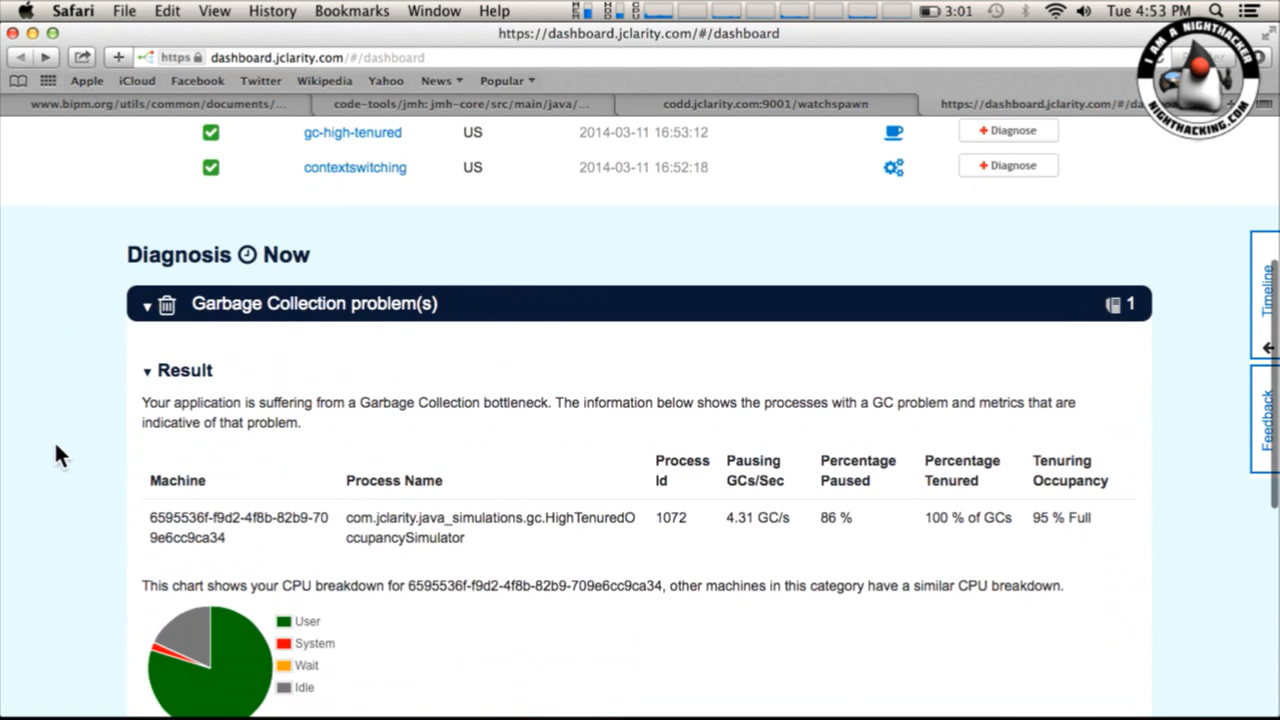 Safari File Edit View History Bookmarks Window Help 3:01 Tue 4:53 PM
https://dashboard.jclarity.com/#/dashboard
https dashboard.jclarity.com/#/dashboard
Apple iCloud Facebook Twitter Wikipedia Yahoo News Popular
www.bipm.org/utils/common/documents/... code-tools/jmh: jmh-core/src/main/java/... codd.jclarity.com:9001/watchspawn https://dashboard.jclarity.com/#/da
I AM A NIGHTHACKER
NIGHTHACKING.COM
gc-high-tenured US 2014-03-11 16:53:12 + Diagnose
contextswitching US 2014-03-11 16:52:18 + Diagnose
Diagnosis Now
Garbage Collection problem(s) 1
Timeline
Feedback
Result
Your application is suffering from a Garbage Collection bottleneck. The information below shows the processes with a GC problem and metrics that are
indicative of that problem.
Machine Process Name Process Id Pausing GCs/Sec Percentage Paused Percentage Tenured Tenuring Occupancy
6595536f-f9d2-4f8b-82b9-70 com.jclarity.java_simulations.gc.HighTenuredO 1072 4.31 GC/s 86 % 100 % of GCs 95 % Full
9e6cc9ca34 ccupancySimulator
This chart shows your CPU breakdown for 6595536f-f9d2-4f8b-82b9-709e6cc9ca34, other machines in this category have a similar CPU breakdown.
User
System
Wait
Idle